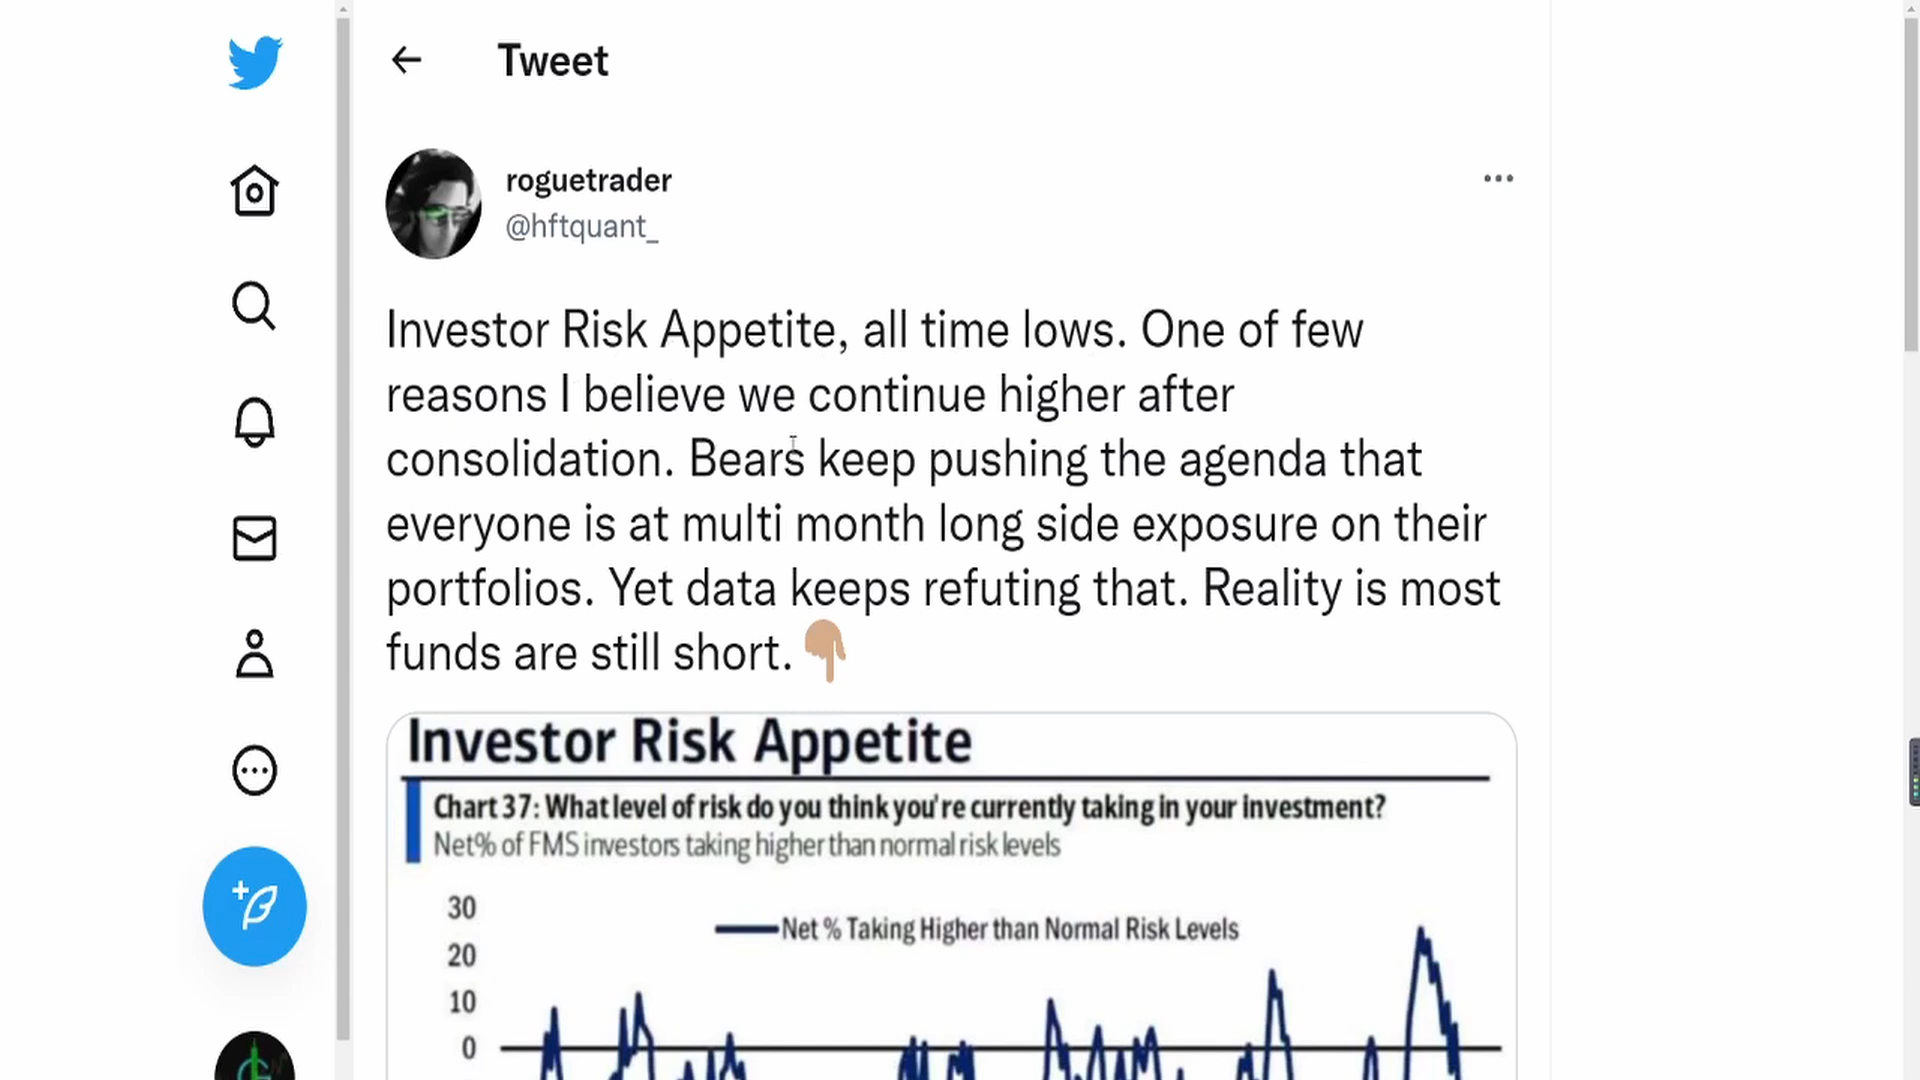 Tweet
roguetrader
@hftquant_
Investor Risk Appetite, all time lows. One of few
reasons I believe we continue higher after
consolidation. Bears keep pushing the agenda that
everyone is at multi month long side exposure on their
portfolios. Yet data keeps refuting that. Reality is most
funds are still short.
Investor Risk Appetite
Chart 37: What level of risk do you think you're currently taking in your investment?
Net% of FMS investors taking higher than normal risk levels
30
Net % Taking Higher than Normal Risk Levels
20
10
0